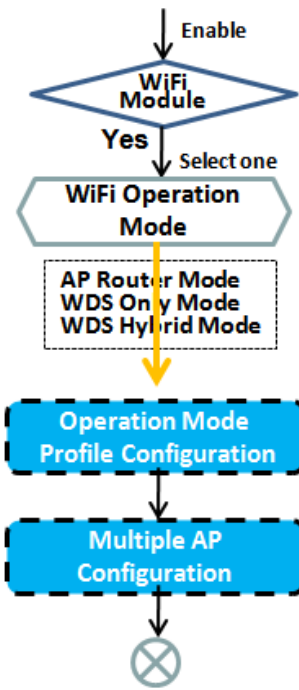 Enable
WiFi
Module
Yes
Select one
WiFi Operation
Mode
AP Router Mode
WDS Only Mode
WDS Hybrid Mode
Operation Mode
Profile Configuration
Multiple AP
Configuration